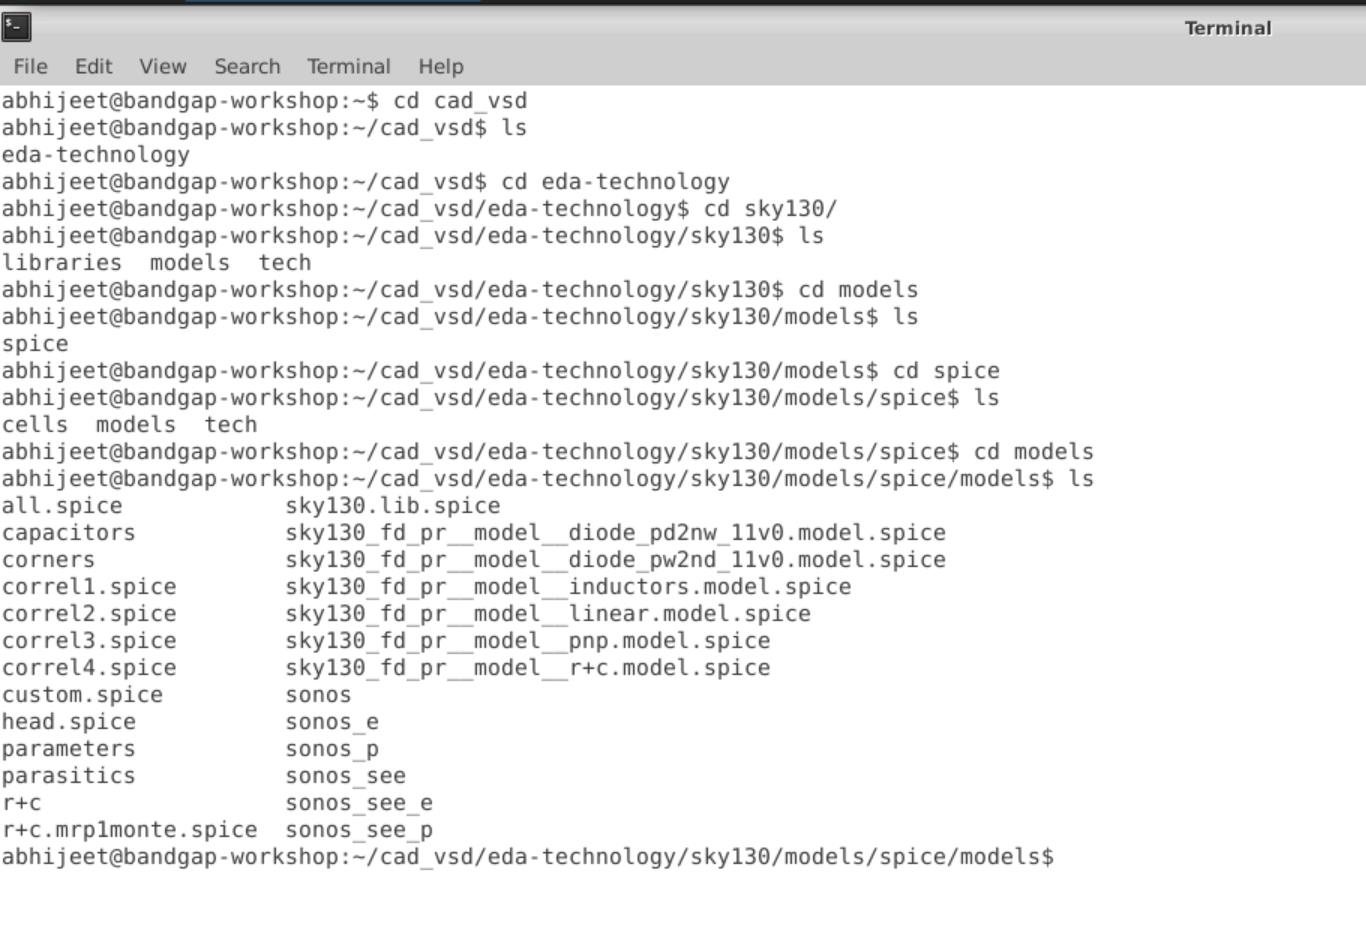 Terminal
File Edit View Search Terminal Help
abhijeet@bandgap-workshop:~$ cd cad_vsd
abhijeet@bandgap-workshop:~/cad_vsd$ ls
eda-technology
abhijeet@bandgap-workshop:~/cad_vsd$ cd eda-technology
abhijeet@bandgap-workshop:~/cad_vsd/eda-technology$ cd sky130/
abhijeet@bandgap-workshop:~/cad_vsd/eda-technology/sky130$ ls
libraries  models  tech
abhijeet@bandgap-workshop:~/cad_vsd/eda-technology/sky130$ cd models
abhijeet@bandgap-workshop:~/cad_vsd/eda-technology/sky130/models$ ls
spice
abhijeet@bandgap-workshop:~/cad_vsd/eda-technology/sky130/models$ cd spice
abhijeet@bandgap-workshop:~/cad_vsd/eda-technology/sky130/models/spice$ ls
cells  models  tech
abhijeet@bandgap-workshop:~/cad_vsd/eda-technology/sky130/models/spice$ cd models
abhijeet@bandgap-workshop:~/cad_vsd/eda-technology/sky130/models/spice/models$ ls
all.spice            sky130.lib.spice
capacitors           sky130_fd_pr__model__diode_pd2nw_11v0.model.spice
corners              sky130_fd_pr__model__diode_pw2nd_11v0.model.spice
correl1.spice        sky130_fd_pr__model__inductors.model.spice
correl2.spice        sky130_fd_pr__model__linear.model.spice
correl3.spice        sky130_fd_pr__model__pnp.model.spice
correl4.spice        sky130_fd_pr__model__r+c.model.spice
custom.spice         sonos
head.spice           sonos_e
parameters           sonos_p
parasitics           sonos_see
r+c                  sonos_see_e
r+c.mrp1monte.spice  sonos_see_p
abhijeet@bandgap-workshop:~/cad_vsd/eda-technology/sky130/models/spice/models$